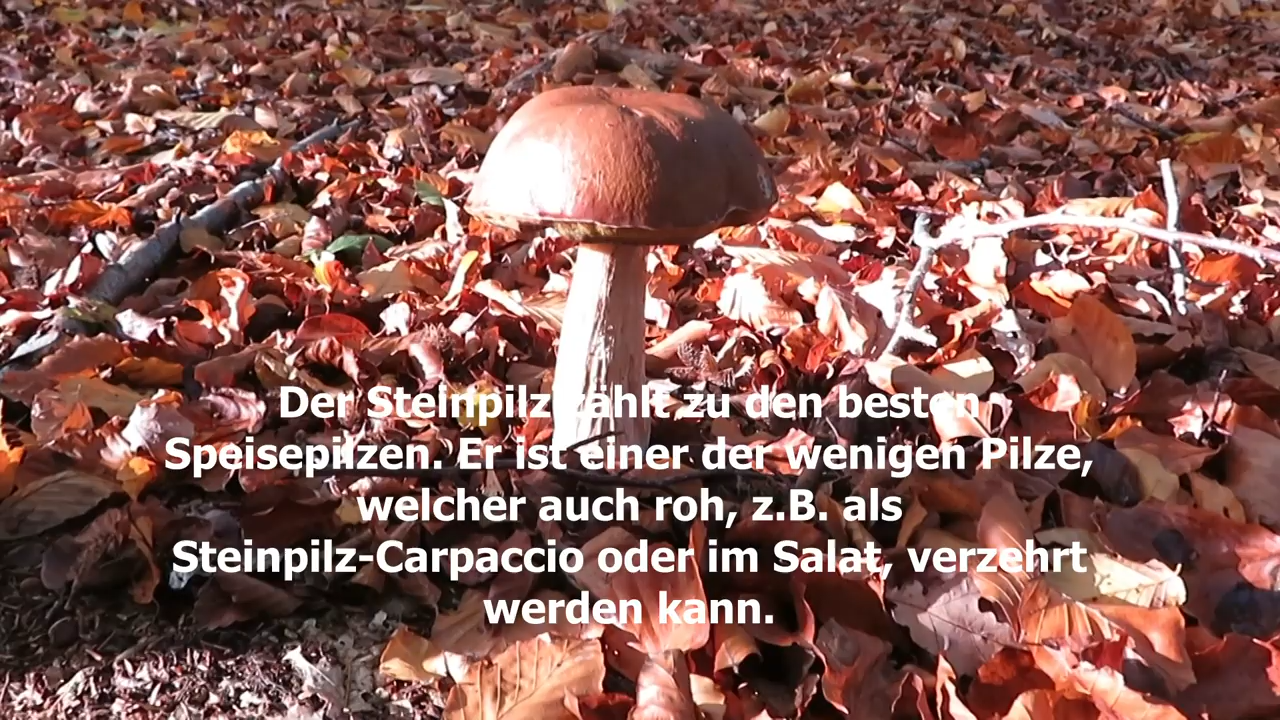 Der Steinpilz zählt zu den besten
Speisepilzen. Er ist einer der wenigen Pilze,
welcher auch roh, z.B. als
Steinpilz-Carpaccio oder im Salat, verzehrt
werden kann.